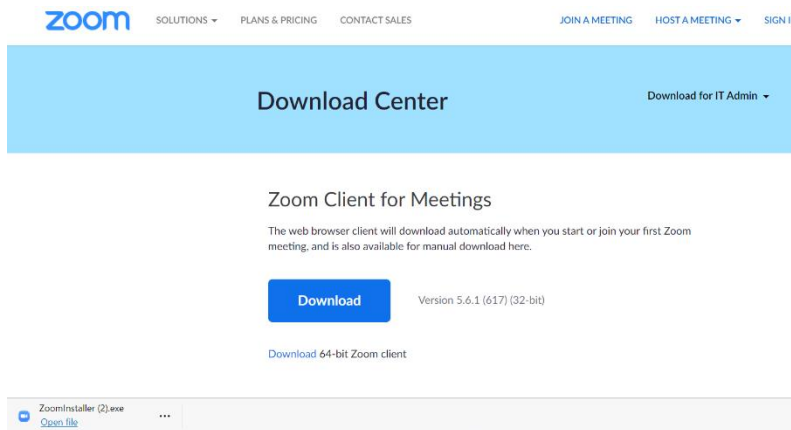 zoom SOLUTIONS PLANS & PRICING CONTACT SALES JOIN A MEETING HOST A MEETING SIGN I
Download Center
Download for IT Admin
Zoom Client for Meetings
The web browser client will download automatically when you start or join your first Zoom
meeting, and is also available for manual download here.
Download Version 5.6.1 (617) (32-bit)
Download 64-bit Zoom client
ZoomInstaller (2).exe
Open file